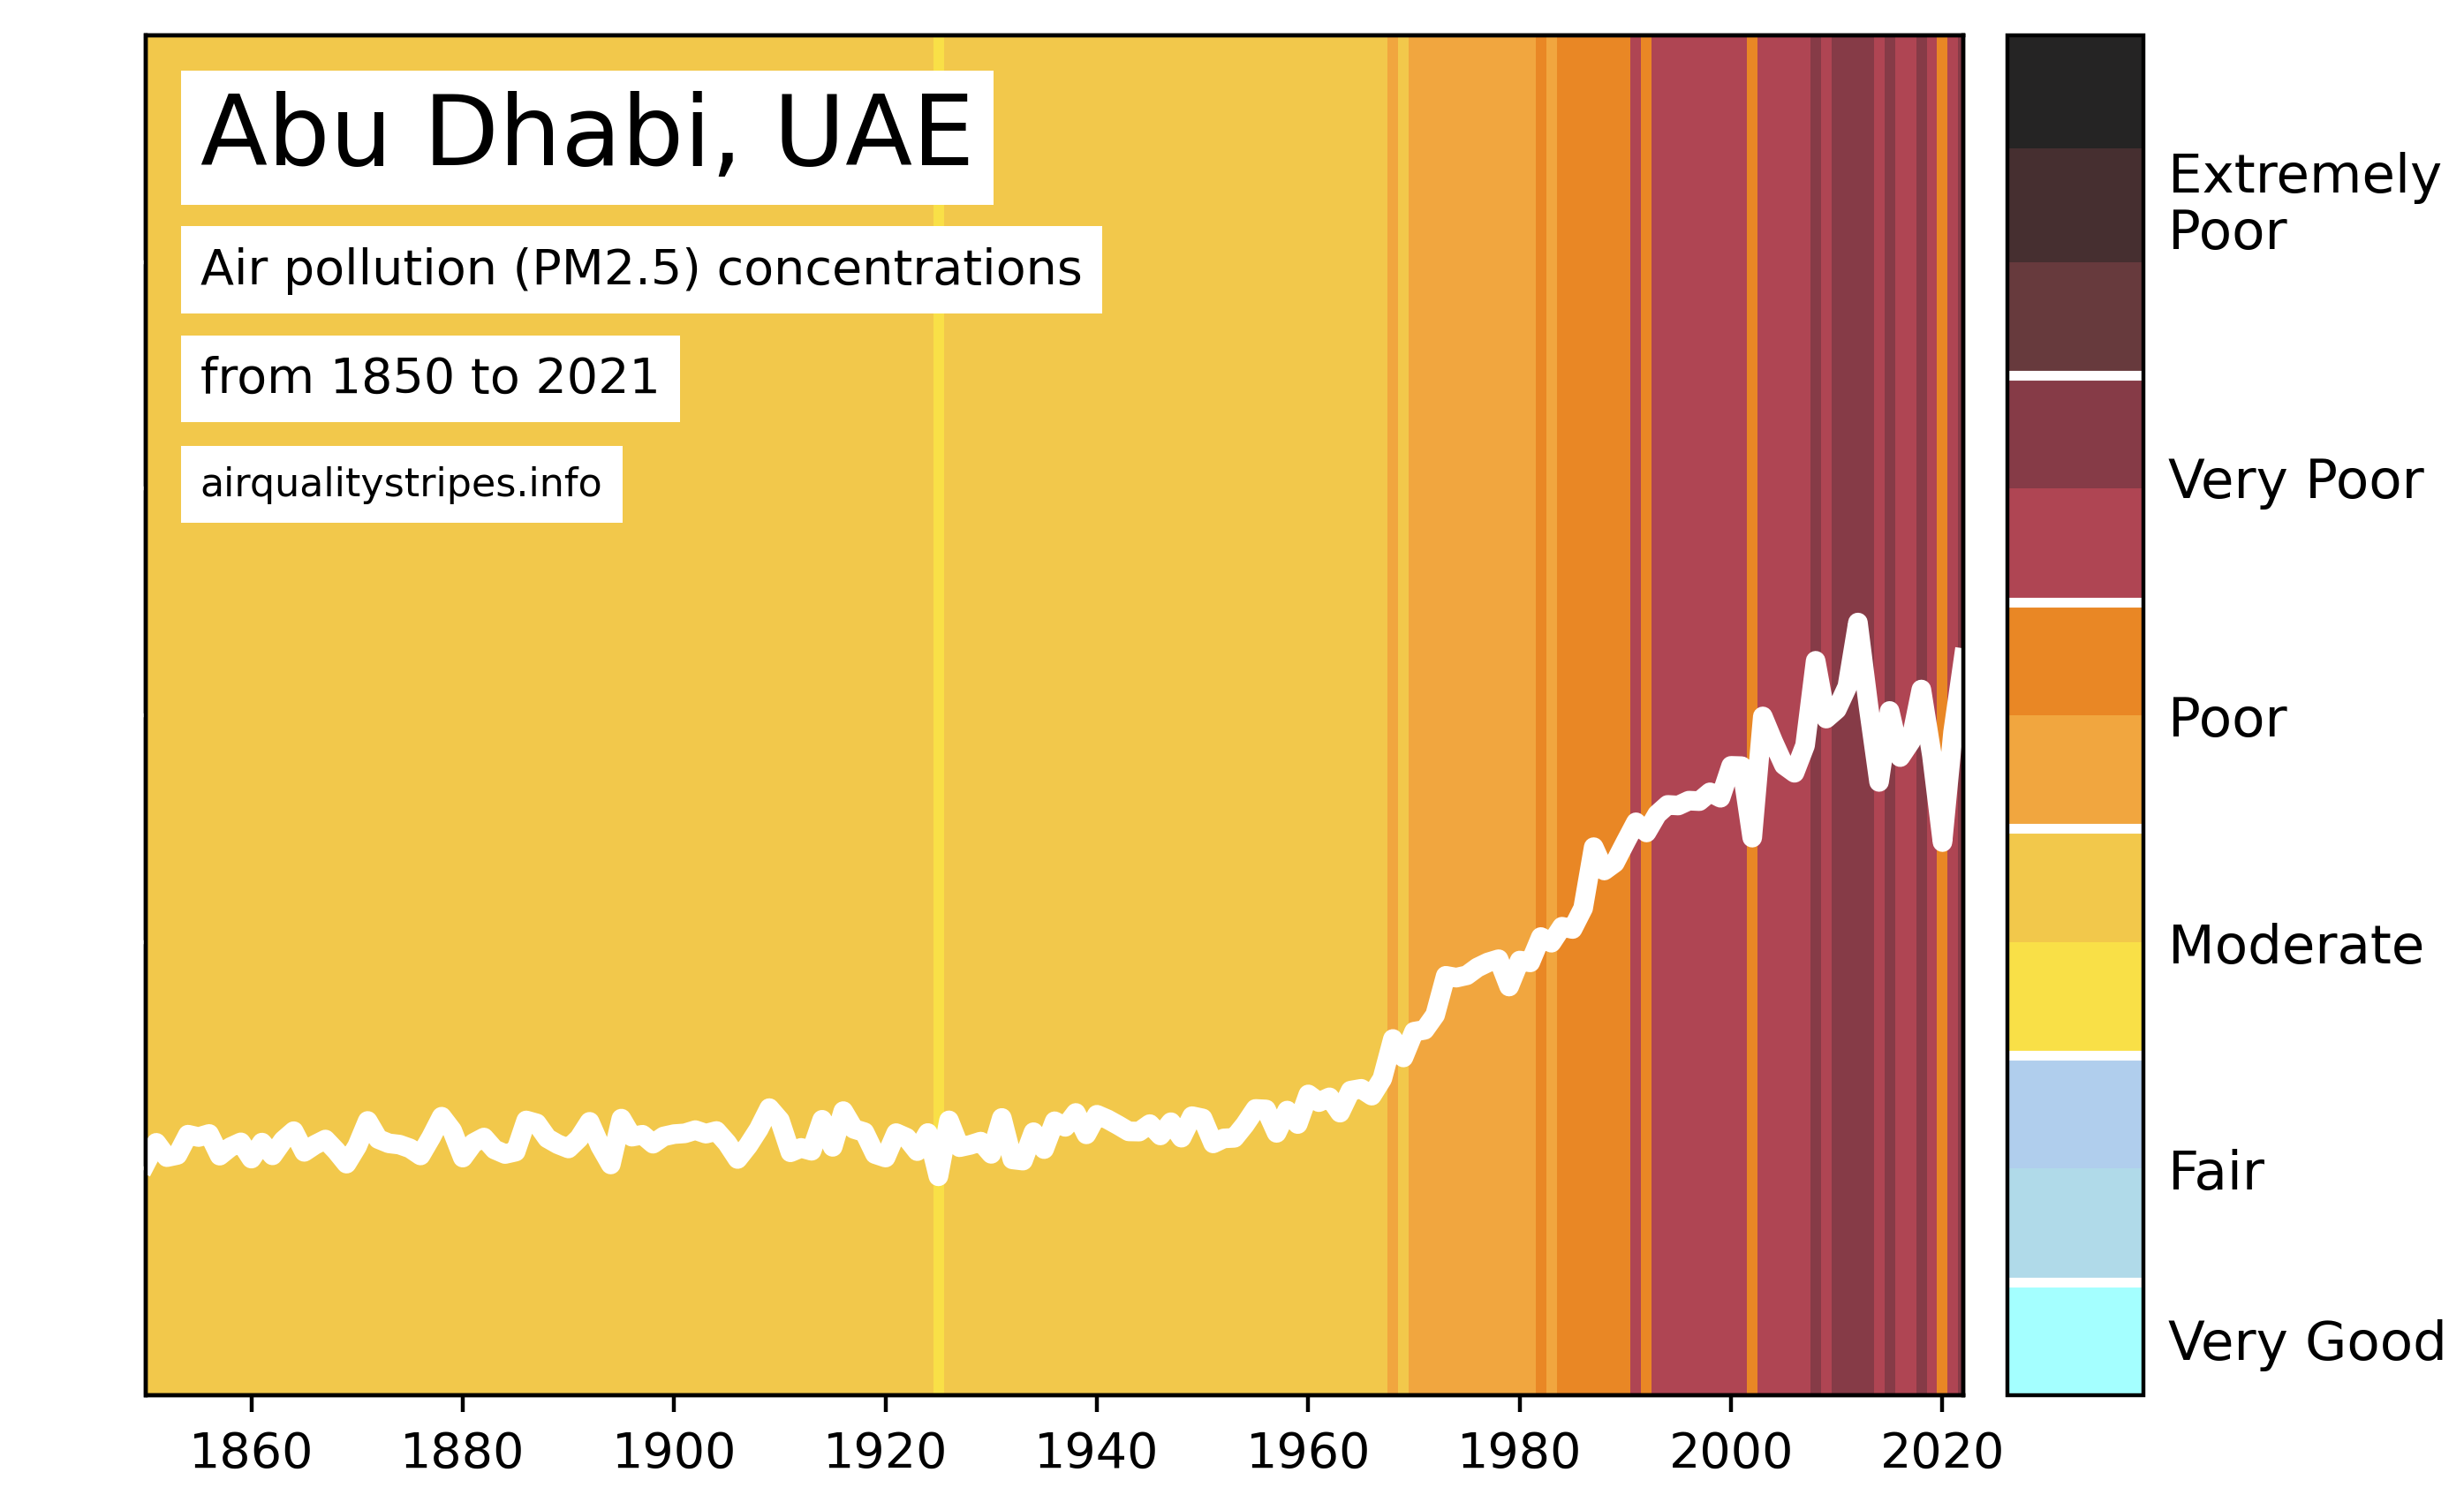 Abu Dhabi, UAE
Air pollution (PM2.5) concentrations
from 1850 to 2021
airqualitystripes.info
Extremely
Poor
Very Poor
Poor
Moderate
Fair
Very Good
1860 1880 1900 1920 1940 1960 1980 2000 2020